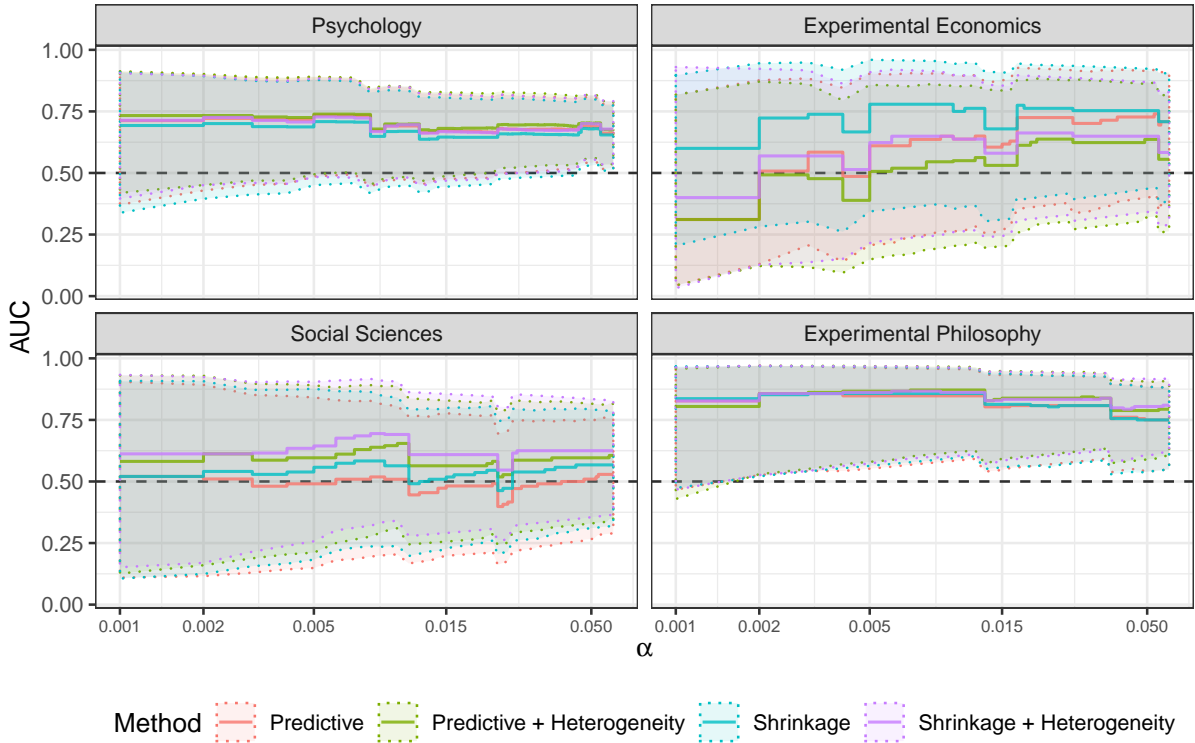 Psychology
Experimental Economics
1.00
0.75
0.50
0.25
0.00
Social Sciences
Experimental Philosophy
1.00
0.75
0.50
0.25
0.00
AUC
0.001 0.002 0.005 0.015 0.050
0.001 0.002 0.005 0.015 0.050
α
Method Predictive Predictive + Heterogeneity Shrinkage Shrinkage + Heterogeneity